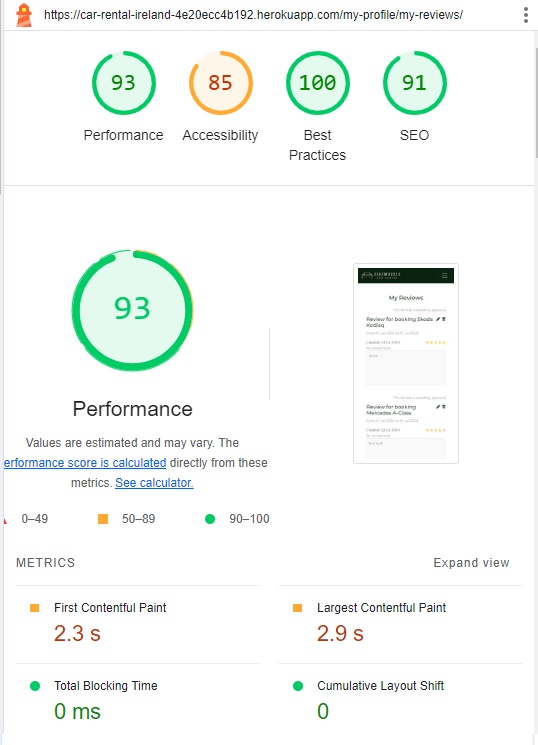 https://car-rental-ireland-4e20ecc4b192.herokuapp.com/my-profile/my-reviews/
93
85
100
91
Performance
Accessibility
Best
Practices
SEO
93
Performance
Values are estimated and may vary. The
erformance score is calculated directly from these
metrics. See calculator.
0–49
50–89
90–100
My Reviews
Review for booking Skoda
Kodiaq
Review for booking
Mercedes A-Class
METRICS
Expand view
First Contentful Paint
2.3 s
Largest Contentful Paint
2.9 s
Total Blocking Time
0 ms
Cumulative Layout Shift
0